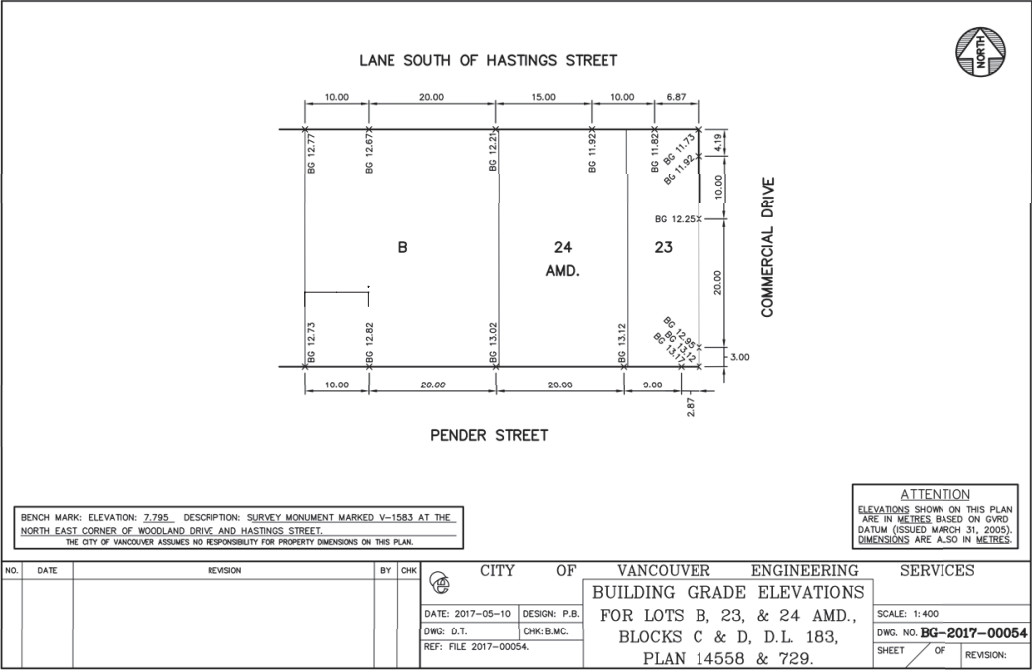 LANE SOUTH OF HASTINGS STREET
NORTH
10.00 20.00 15.00 10.00 6.87
BG 12.77
BG 12.67
BG 12.21
BG 11.92
BG 11.82
BG 11.73
BG 11.92
4.19
10.00
BG 12.25
20.00
COMMERCIAL DRIVE
B
24
AMD.
23
BG 12.73
BG 12.82
BG 13.02
BG 13.12
BG 12.95
BG 13.12
BG 13.17
3.00
10.00 20.00 20.00
2.87
PENDER STREET
BENCH MARK: ELEVATION: 7.795 DESCRIPTION: SURVEY MONUMENT MARKED V-1583 AT THE
NORTH EAST CORNER OF WOODLAND DRIVE AND HASTINGS STREET.
THE CITY OF VANCOUVER ASSUMES NO RESPONSIBILITY FOR PROPERTY DIMENSIONS ON THIS PLAN.
ATTENTION
ELEVATIONS SHOWN ON THIS PLAN
ARE IN METRES BASED ON GVRD
DATUM (ISSUED MARCH 31, 2005).
DIMENSIONS ARE ALSO IN METRES.
NO. DATE REVISION BY CHK
CITY OF VANCOUVER ENGINEERING SERVICES
BUILDING GRADE ELEVATIONS
FOR LOTS B, 23, & 24 AMD.,
BLOCKS C & D, D.L. 183,
PLAN 14558 & 729.
DATE: 2017-05-10 DESIGN: P.B.
DWG: D.T. CHK: B.MC.
REF: FILE 2017-00054.
SCALE: 1:400
DWG. NO. BG-2017-00054
SHEET OF REVISION: